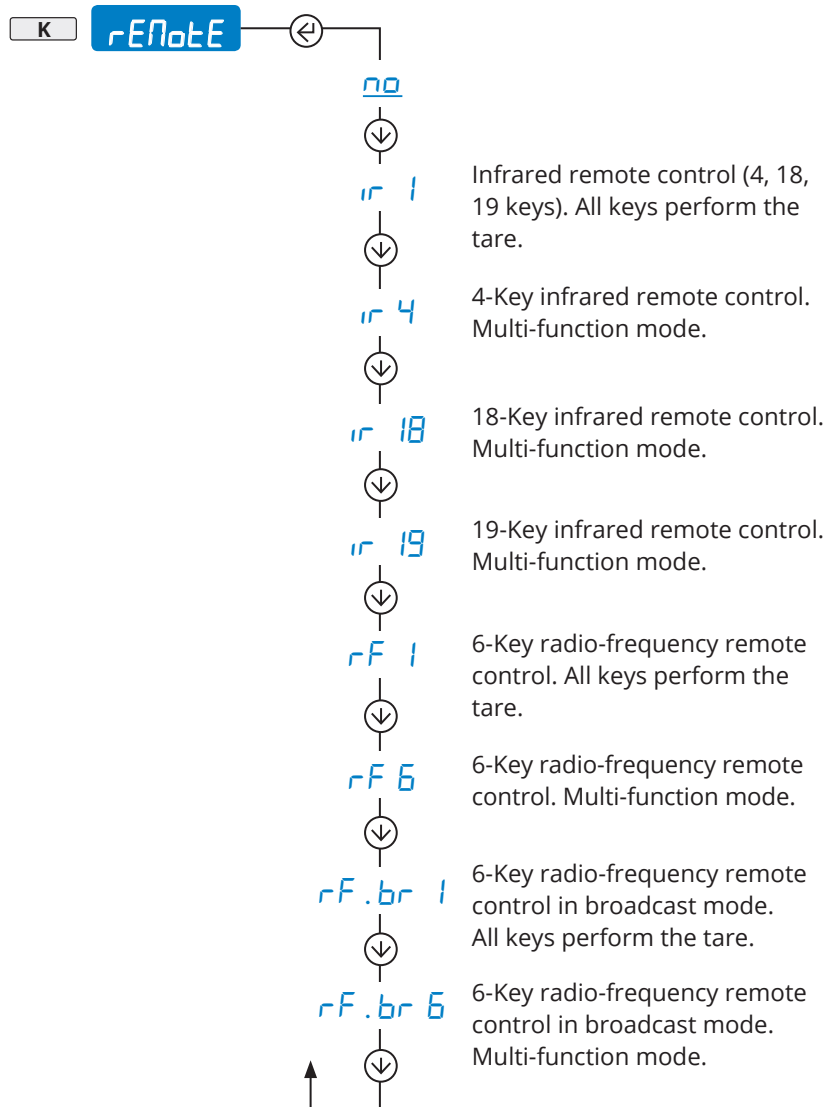 K rEMotE
no
ir 1
Infrared remote control (4, 18,
19 keys). All keys perform the
tare.
ir 4
4-Key infrared remote control.
Multi-function mode.
ir 18
18-Key infrared remote control.
Multi-function mode.
ir 19
19-Key infrared remote control.
Multi-function mode.
rF 1
6-Key radio-frequency remote
control. All keys perform the
tare.
rF 6
6-Key radio-frequency remote
control. Multi-function mode.
rF.br 1
6-Key radio-frequency remote
control in broadcast mode.
All keys perform the tare.
rF.br 6
6-Key radio-frequency remote
control in broadcast mode.
Multi-function mode.